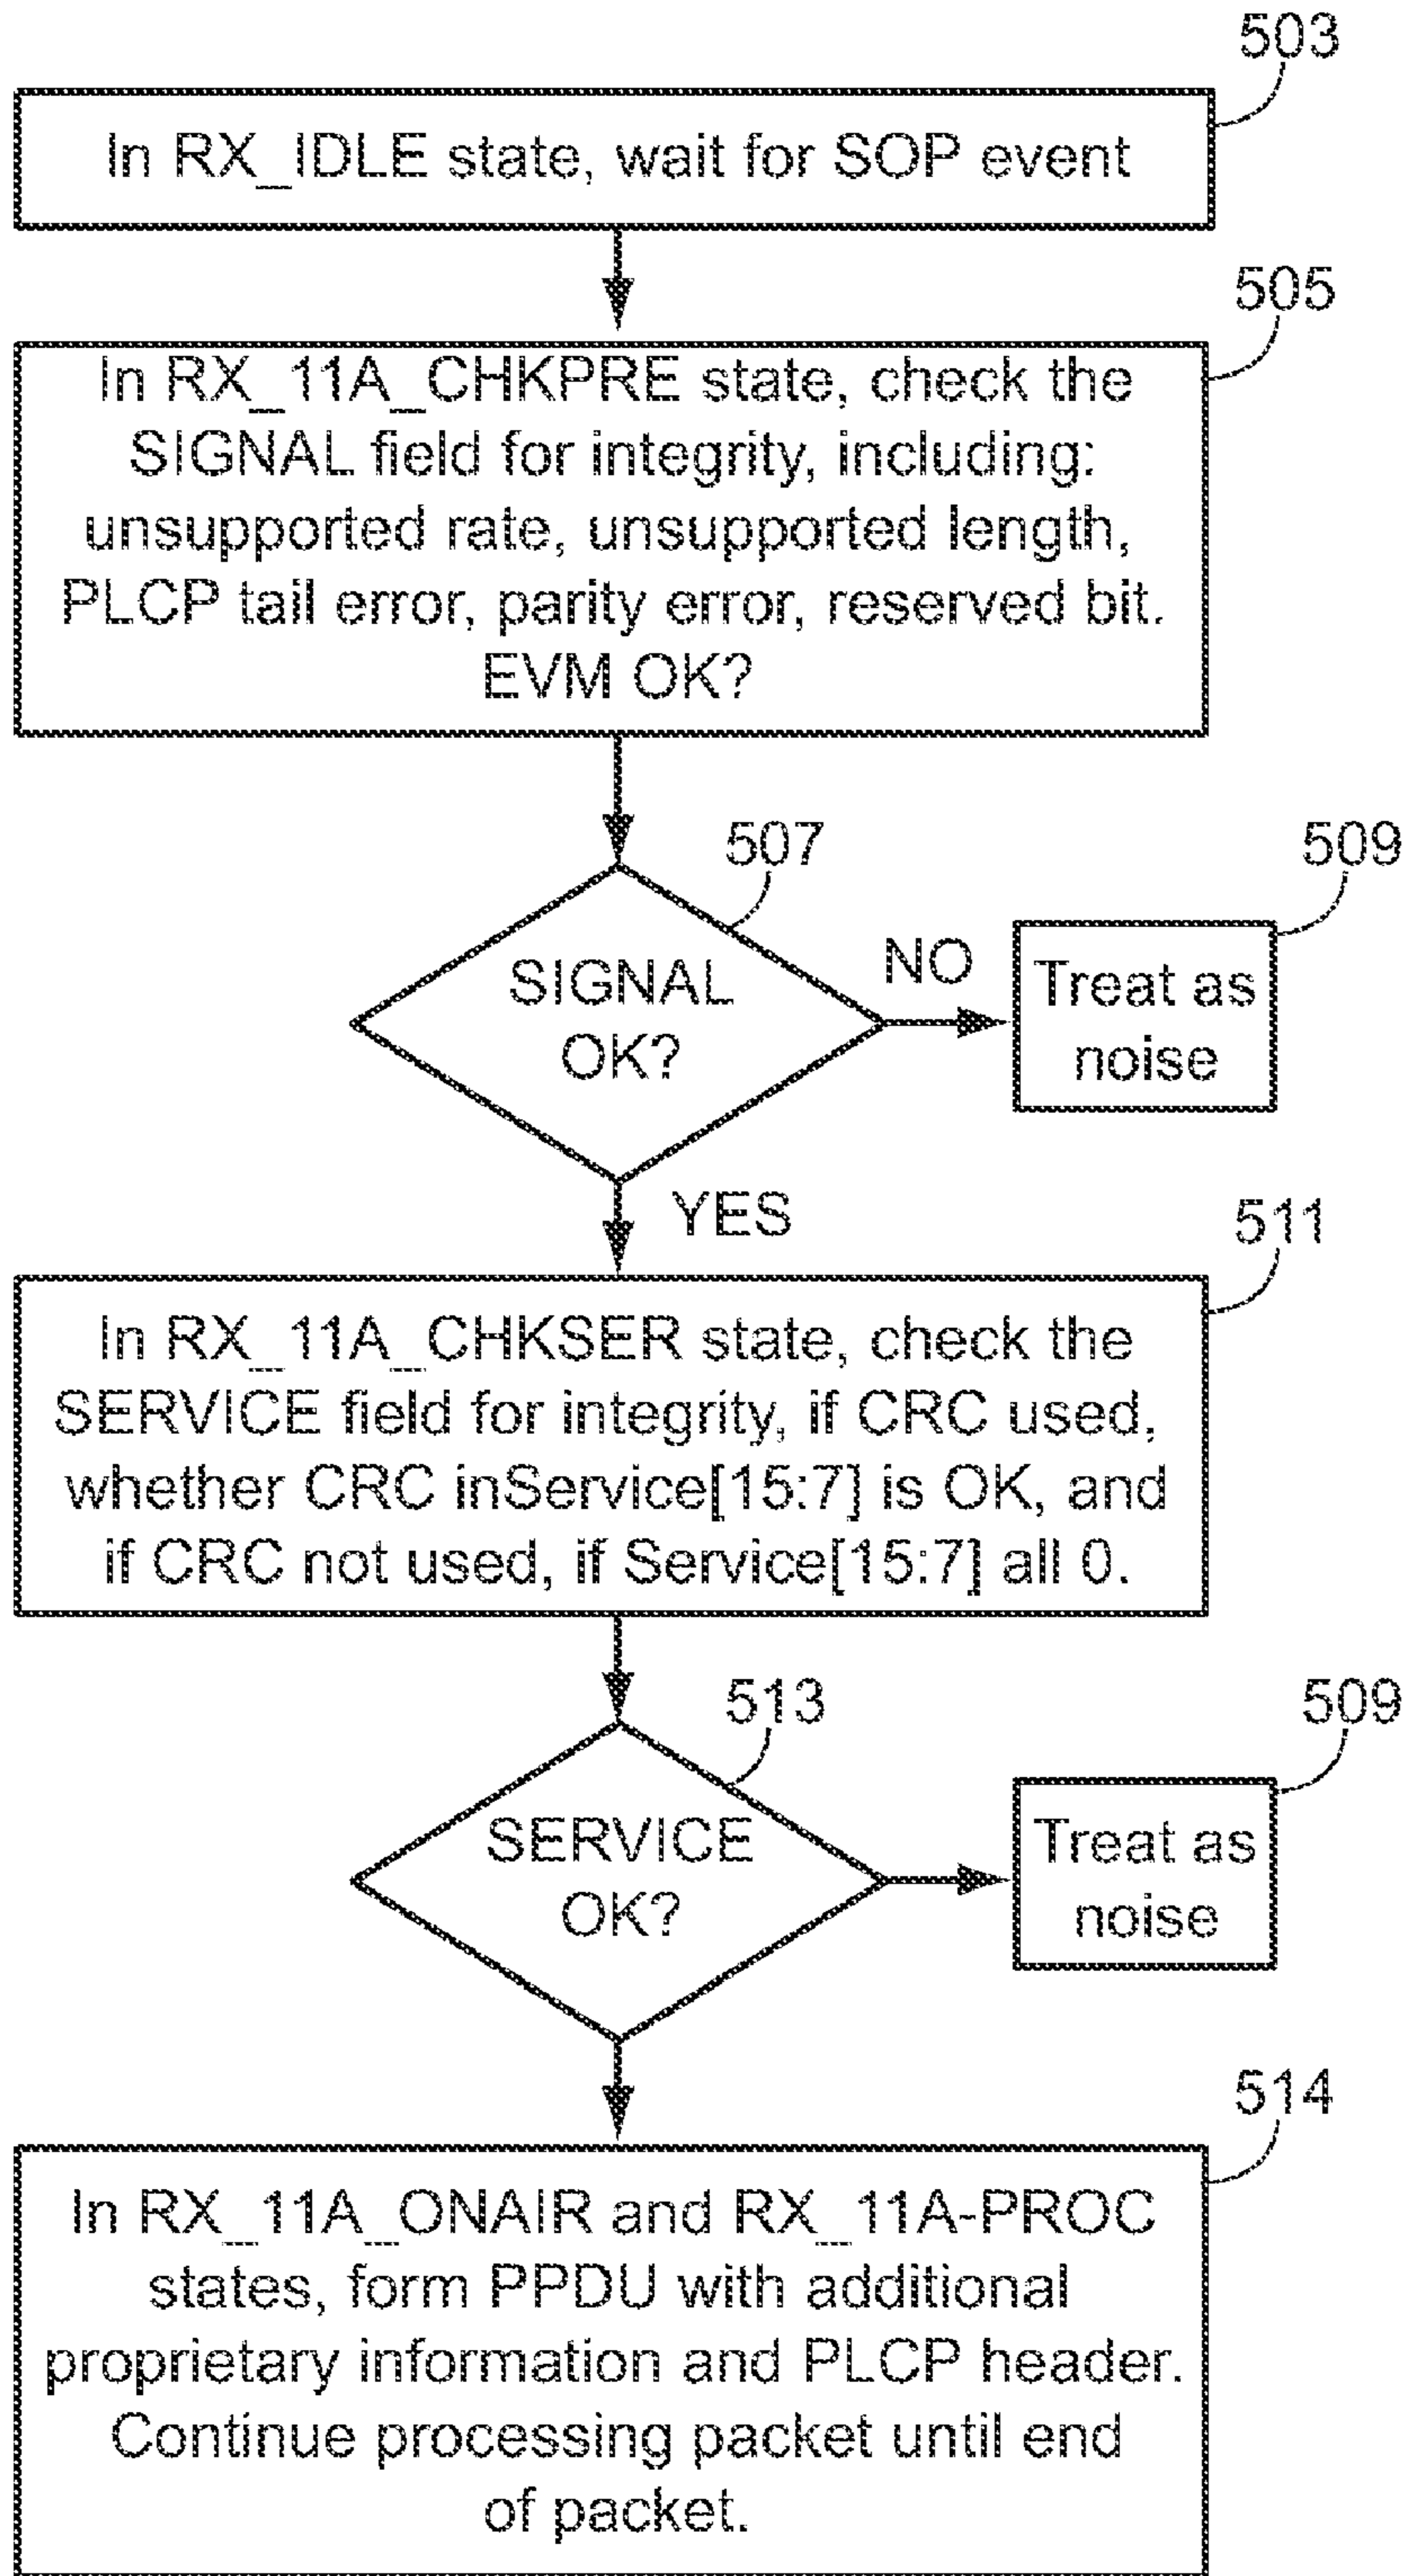 503
In RX_IDLE state, wait for SOP event
505
In RX_11A_CHKPRE state, check the
SIGNAL field for integrity, including:
unsupported rate, unsupported length,
PLCP tail error, parity error, reserved bit.
EVM OK?
507
509
SIGNAL
OK?
NO
Treat as
noise
YES
511
In RX_11A_CHKSER state, check the
SERVICE field for integrity, if CRC used,
whether CRC inService[15:7] is OK, and
if CRC not used, if Service[15:7] all 0.
513
509
SERVICE
OK?
Treat as
noise
514
In RX_11A_ONAIR and RX_11A-PROC
states, form PPDU with additional
proprietary information and PLCP header.
Continue processing packet until end
of packet.